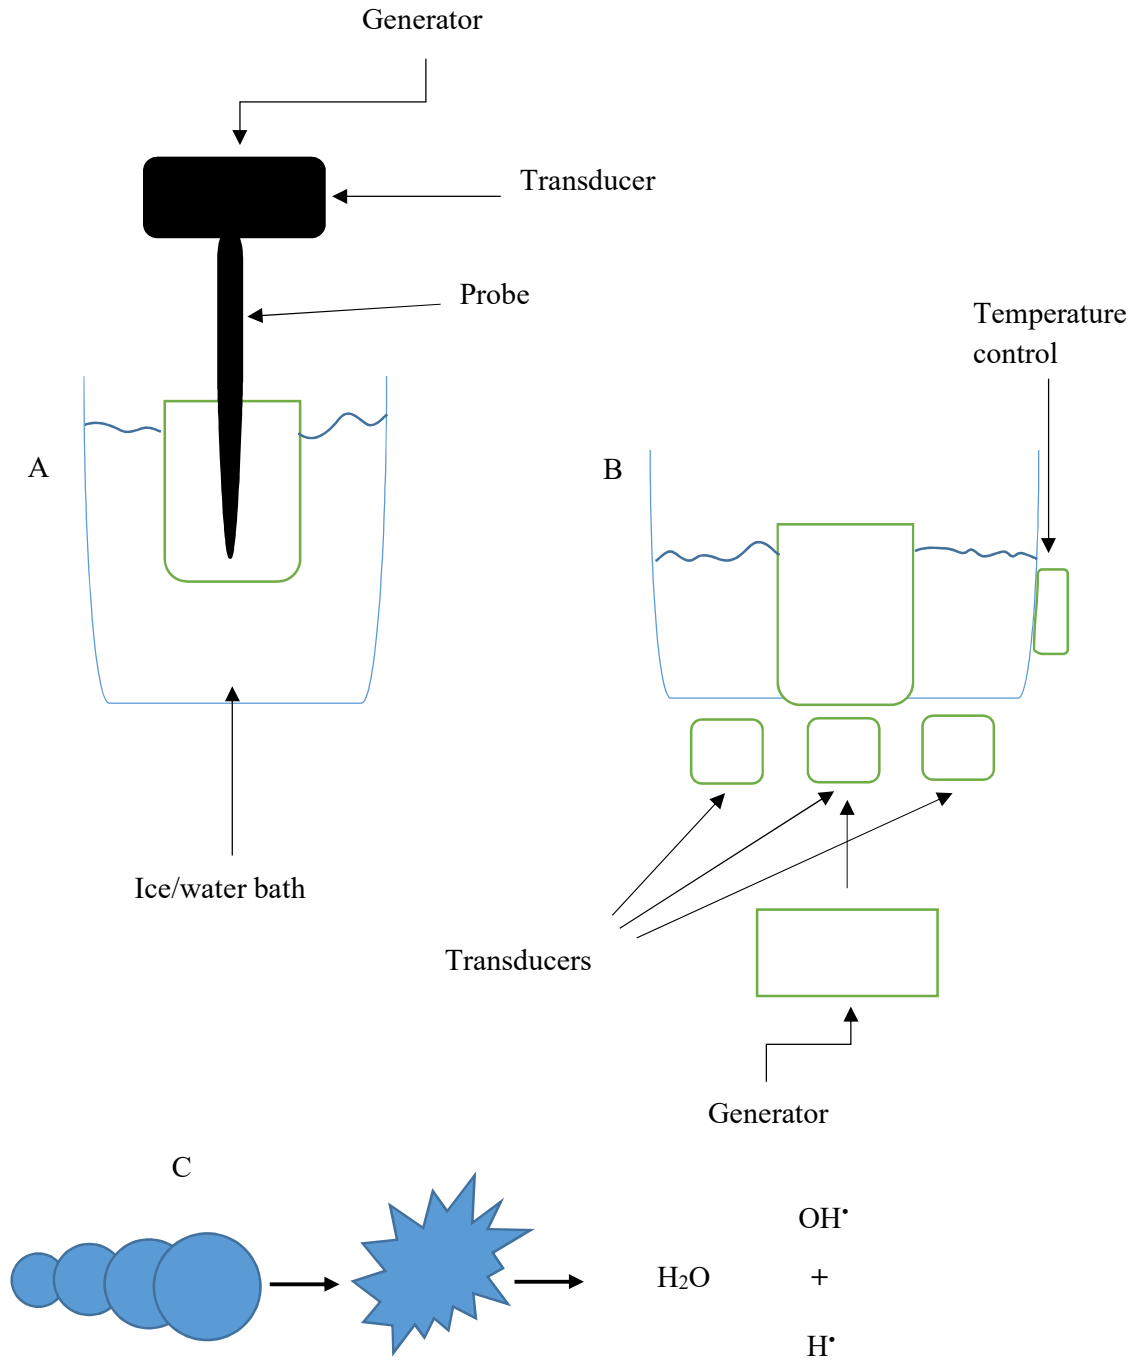 Generator
Transducer
Probe
Temperature
control
A
B
Ice/water bath
Transducers
Generator
C
OH•
H₂O +
H•